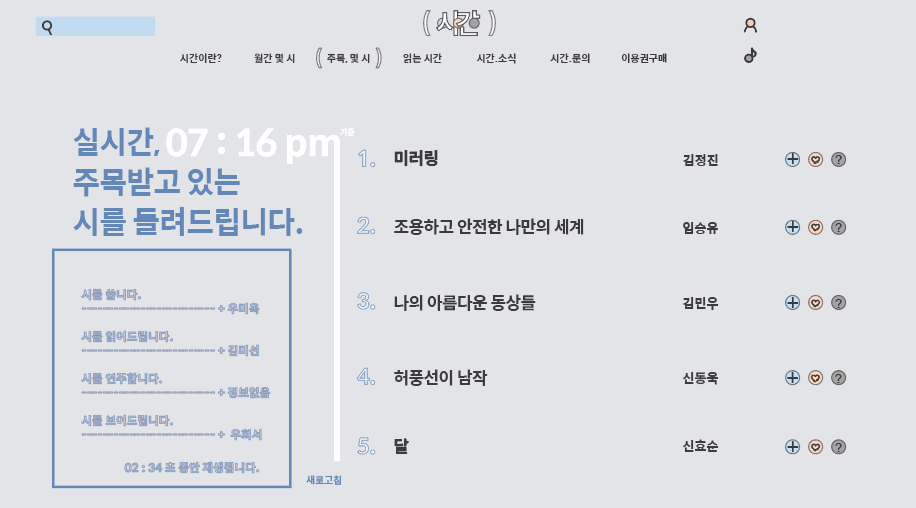 ( 시간 )
시간이란? 월간 몇 시 ( 주목, 몇 시 ) 읽는 시간 시간.소식 시간.문의 이용권구매
실시간, 07 : 16 pm 기준
주목받고 있는
시를 들려드립니다.
시를 씁니다.
+ 우미옥
시를 읽어드립니다.
+ 김미선
시를 연주합니다.
+ 정보없음
시를 보여드립니다.
+ 우희서
02 : 34 초 동안 재생됩니다.
새로고침
1. 미러링 김정진 ?
2. 조용하고 안전한 나만의 세계 임승유 ?
3. 나의 아름다운 동상들 김민우 ?
4. 허풍선이 남작 신동옥 ?
5. 달 신효순 ?